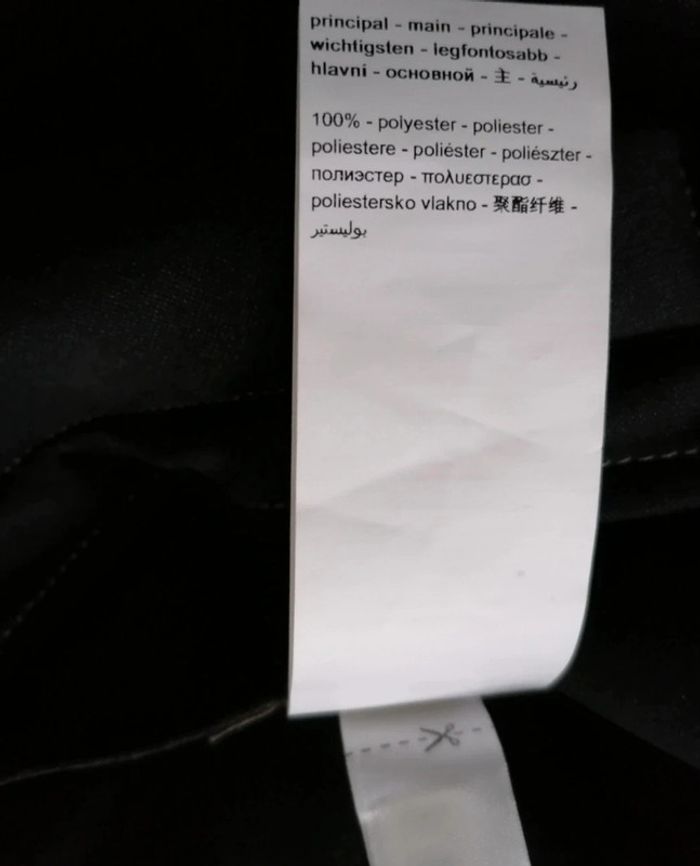 principal - main - principale -
wichtigsten - legfontosabb -
hlavní - основной - 主 - رئيسية
100% - polyester - poliester -
poliestere - poliéster - poliészter -
полиэстер - πολυεστερασ -
poliestersko vlakno - 聚酯纤维 -
بوليستير